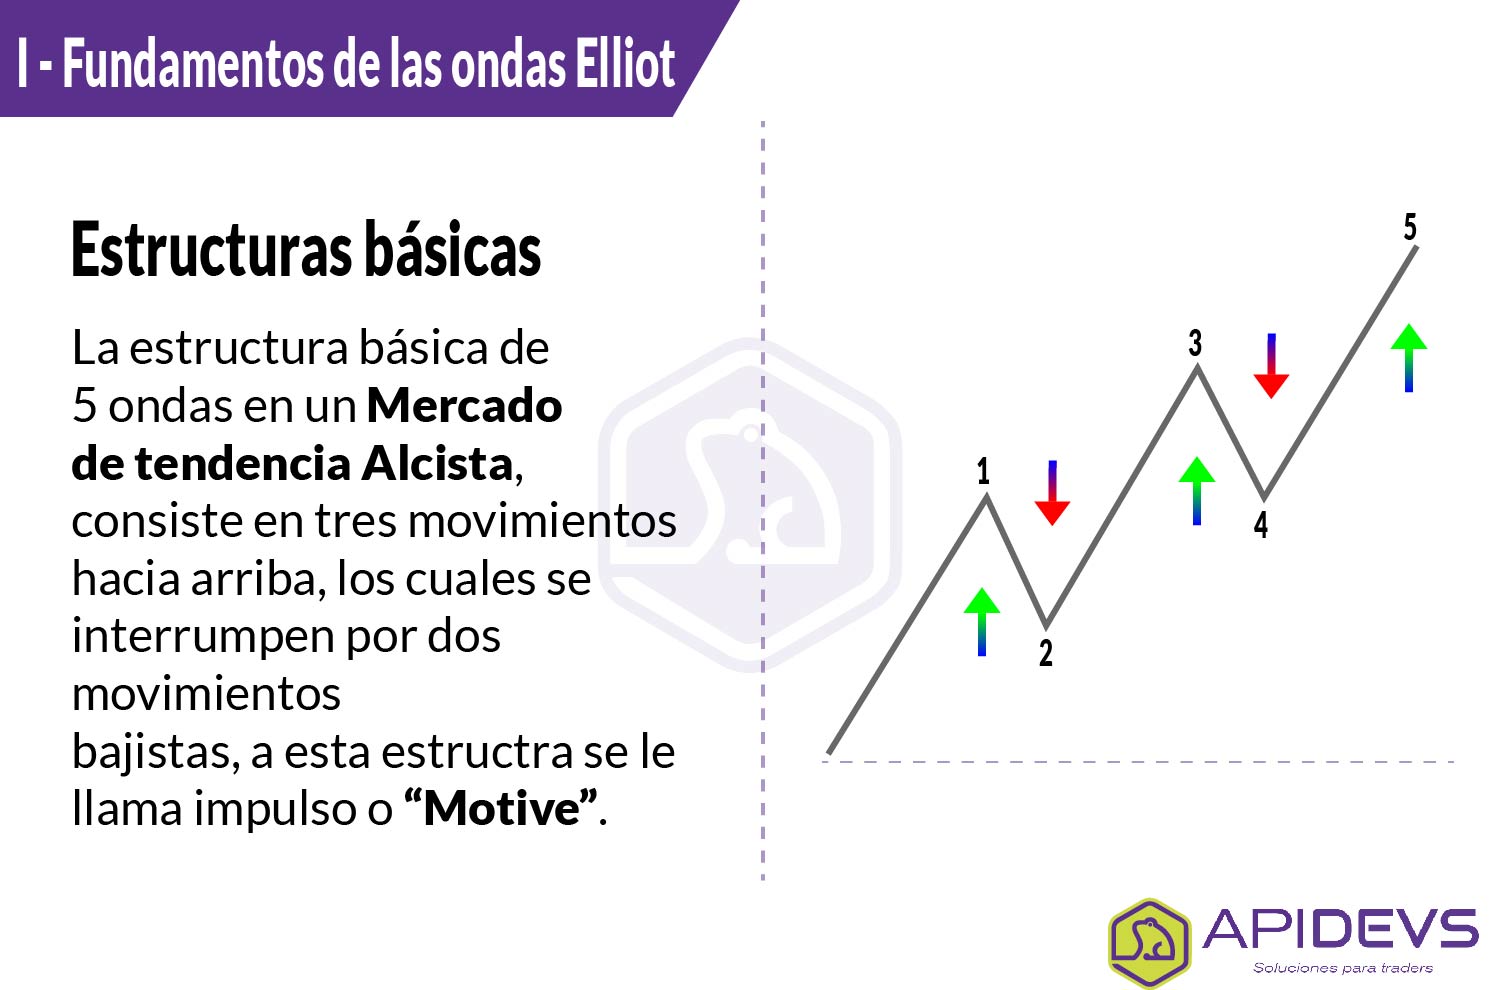 I - Fundamentos de las ondas Elliot
Estructuras básicas
La estructura básica de
5 ondas en un Mercado
de tendencia Alcista,
consiste en tres movimientos
hacia arriba, los cuales se
interrumpen por dos
movimientos
bajistas, a esta estructra se le
llama impulso o “Motive”.
1
2
3
4
5
APIDEVS
Soluciones para traders